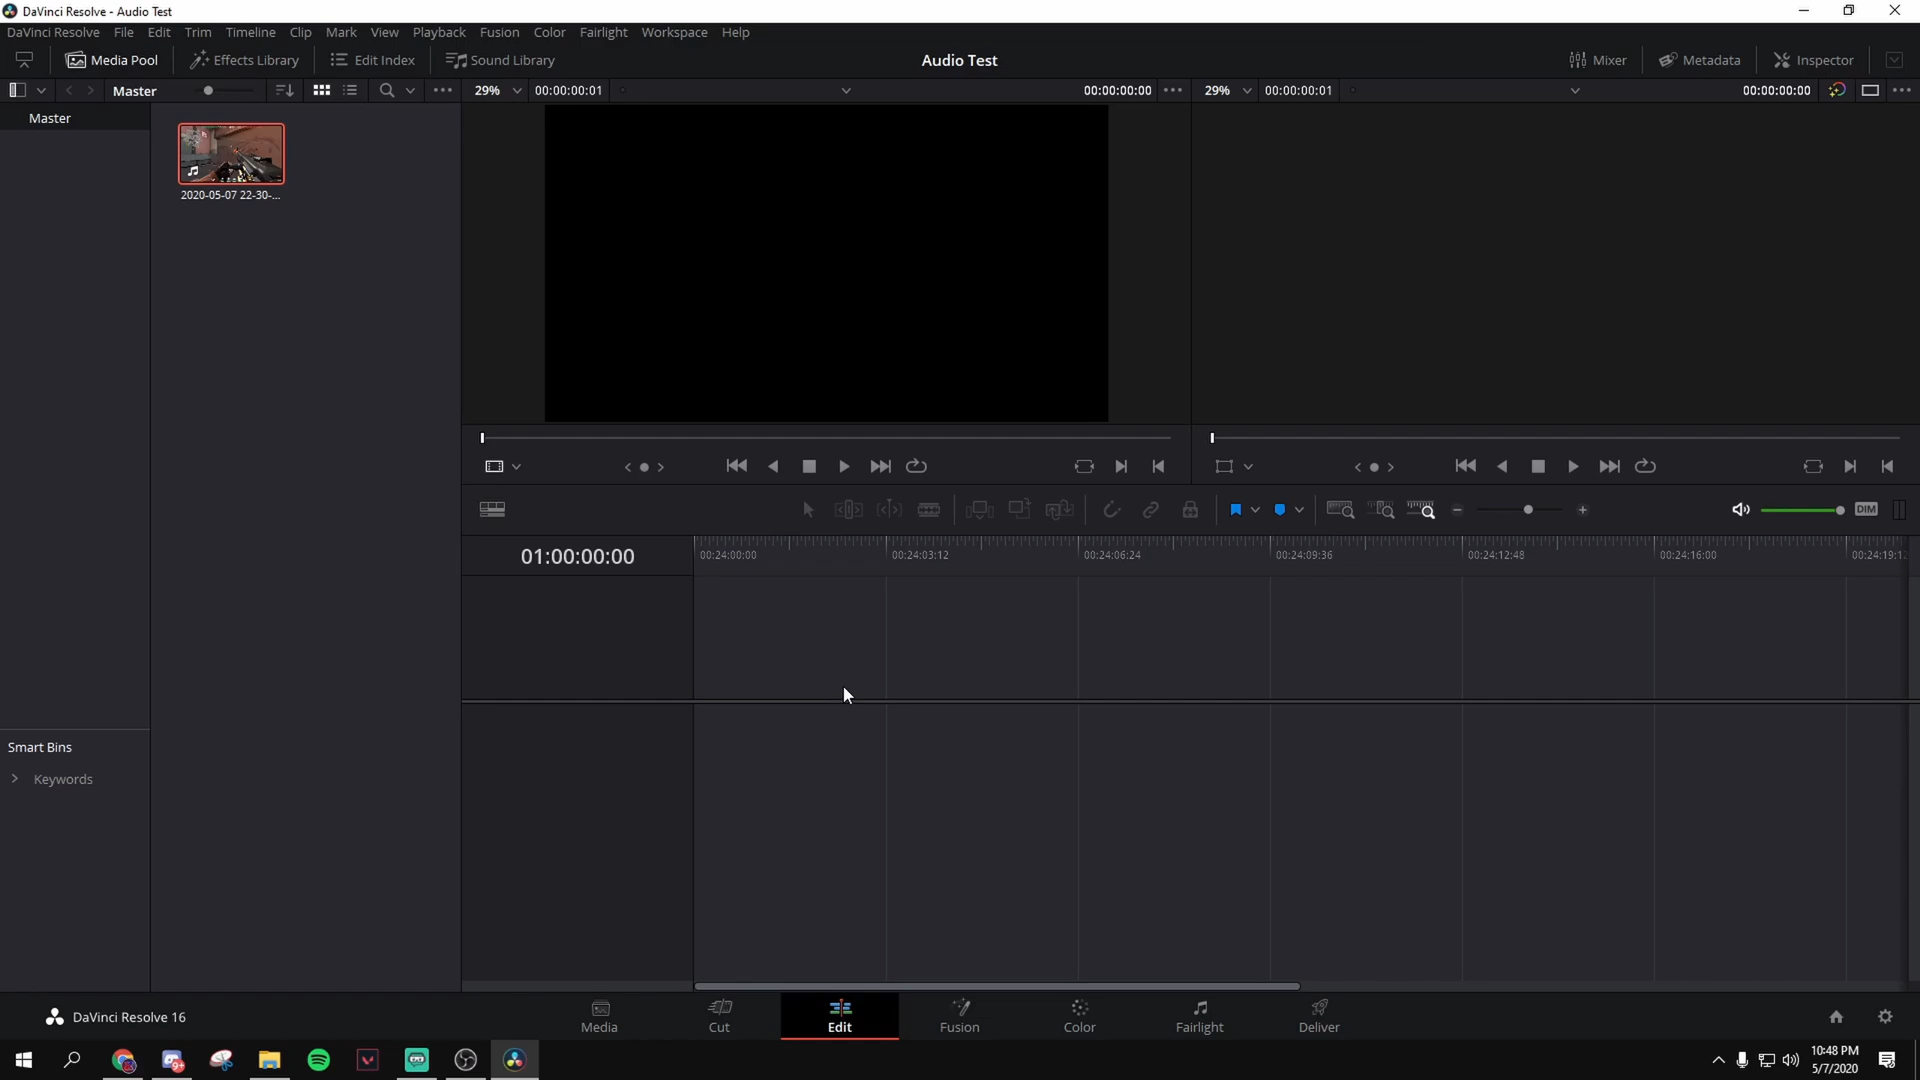 DaVinci Resolve - Audio Test
DaVinci Resolve File Edit Trim Timeline Clip Mark View Playback Fusion Color Fairlight Workspace Help
Media Pool Effects Library Edit Index Sound Library Audio Test Mixer Metadata Inspector
Master 29% 00:00:00:01 00:00:00:00 29% 00:00:00:01 00:00:00:00
Master
2020-05-07 22-30-...
DIM
01:00:00:00 00:24:00:00 00:24:03:12 00:24:06:24 00:24:09:36 00:24:12:48 00:24:16:00 00:24:19:1
Smart Bins
Keywords
DaVinci Resolve 16
Media Cut Edit Fusion Color Fairlight Deliver
9+
10:48 PM
5/7/2020